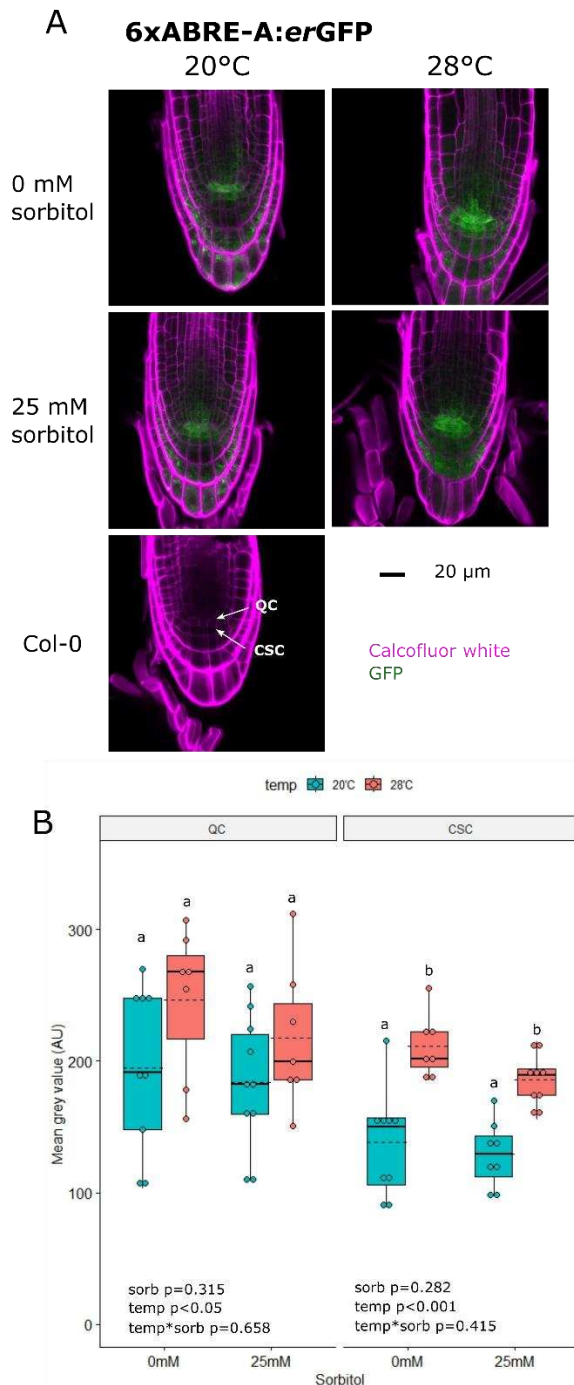 A
6xABRE-A:erGFP
20°C 28°C
0 mM
sorbitol
25 mM
sorbitol
Col-0
QC
CSC
20 µm
Calcofluor white
GFP
temp 20'C 28'C
B
QC CSC
Mean grey value (AU)
300
200
100
0
a a a a
a b a b
sorb p=0.315
temp p<0.05
temp*sorb p=0.658
sorb p=0.282
temp p<0.001
temp*sorb p=0.415
0mM 25mM 0mM 25mM
Sorbitol